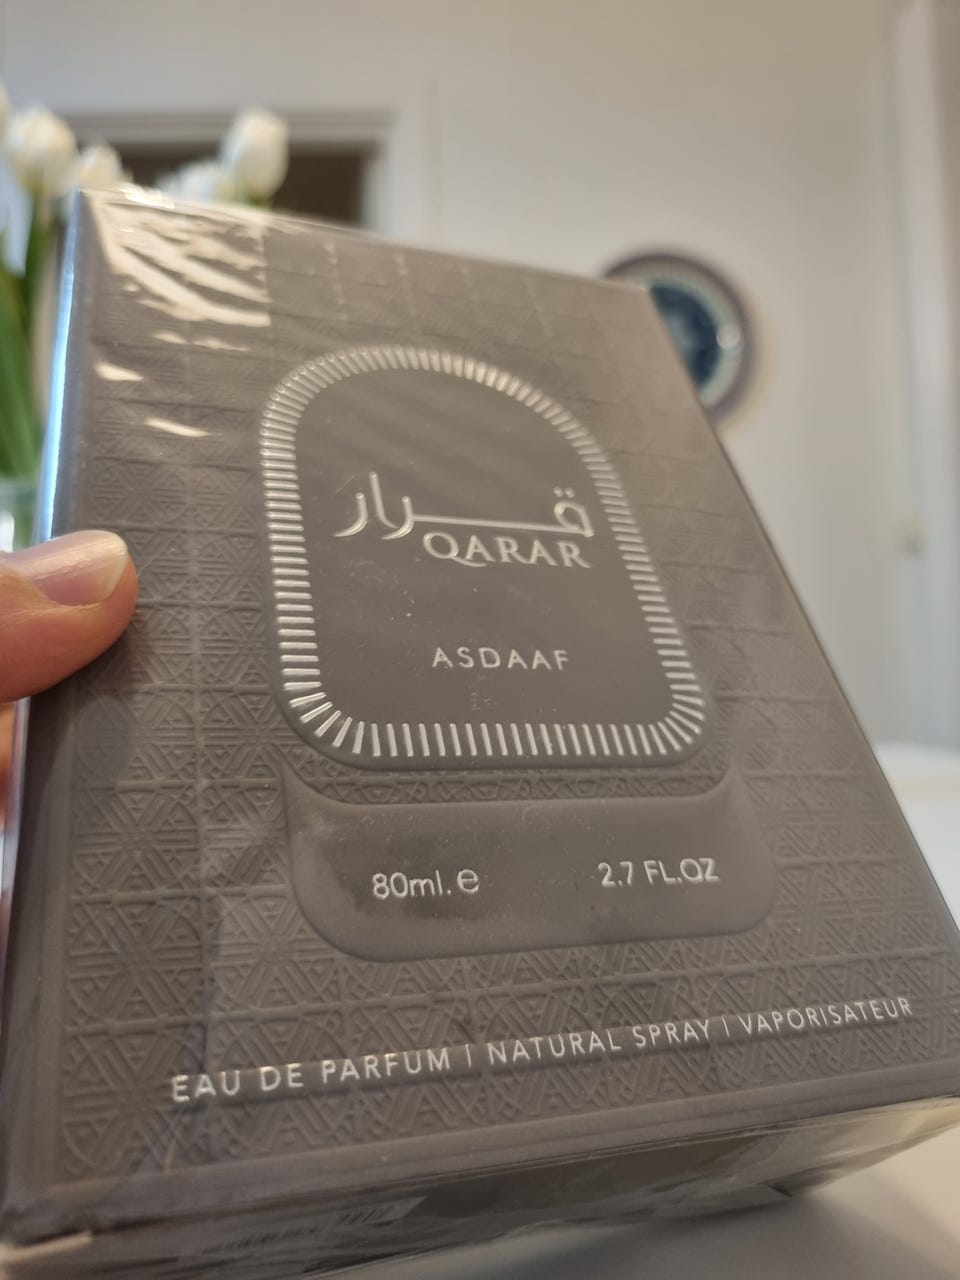 قرار
QARAR
ASDAAF
80ml. ℮ 2.7 FL.OZ
EAU DE PARFUM | NATURAL SPRAY | VAPORISATEUR